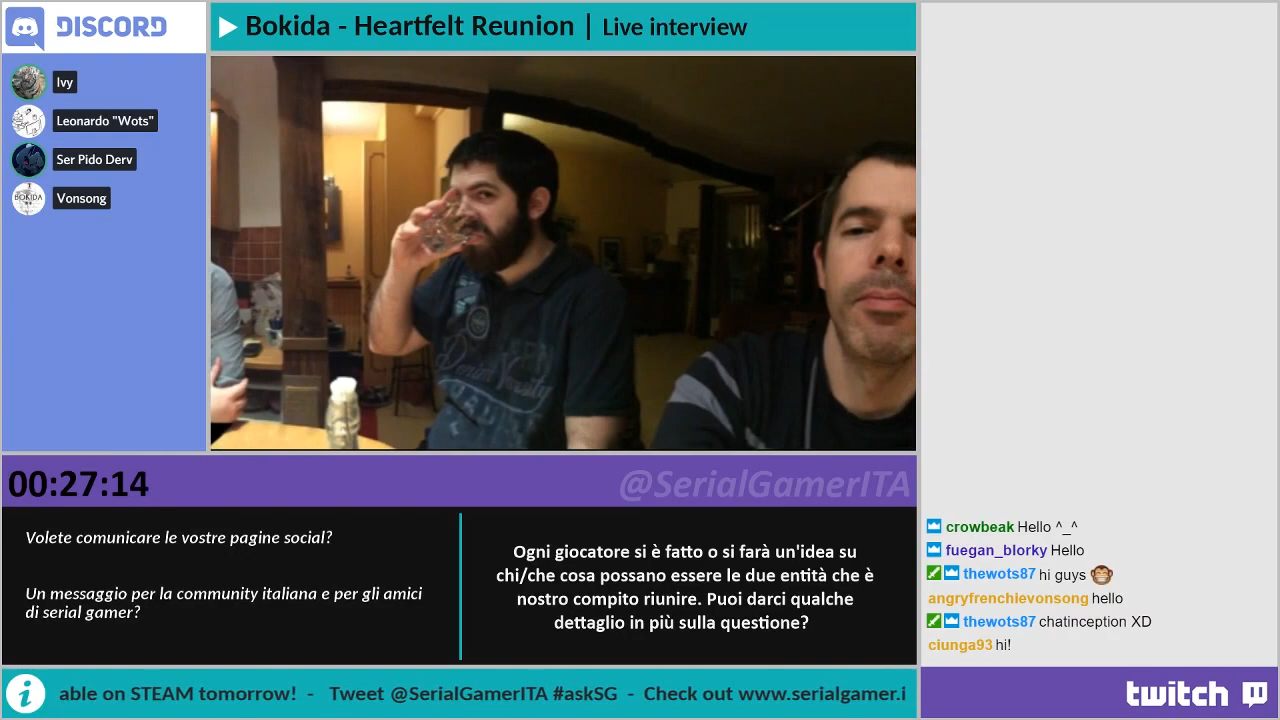 DISCORD
Bokida - Heartfelt Reunion | Live interview
Ivy
Leonardo "Wots"
Ser Pido Derv
BOKIDA
Vonsong
00:27:14
@SerialGamerITA
Volete comunicare le vostre pagine social?
Un messaggio per la community italiana e per gli amici
di serial gamer?
Ogni giocatore si è fatto o si farà un'idea su
chi/che cosa possano essere le due entità che è
nostro compito riunire. Puoi darci qualche
dettaglio in più sulla questione?
crowbeak Hello ^_^
fuegan_blorky Hello
thewots87 hi guys
angryfrenchievonsong hello
thewots87 chatinception XD
ciunga93 hi!
able on STEAM tomorrow! - Tweet @SerialGamerITA #askSG - Check out www.serialgamer.i
twitch